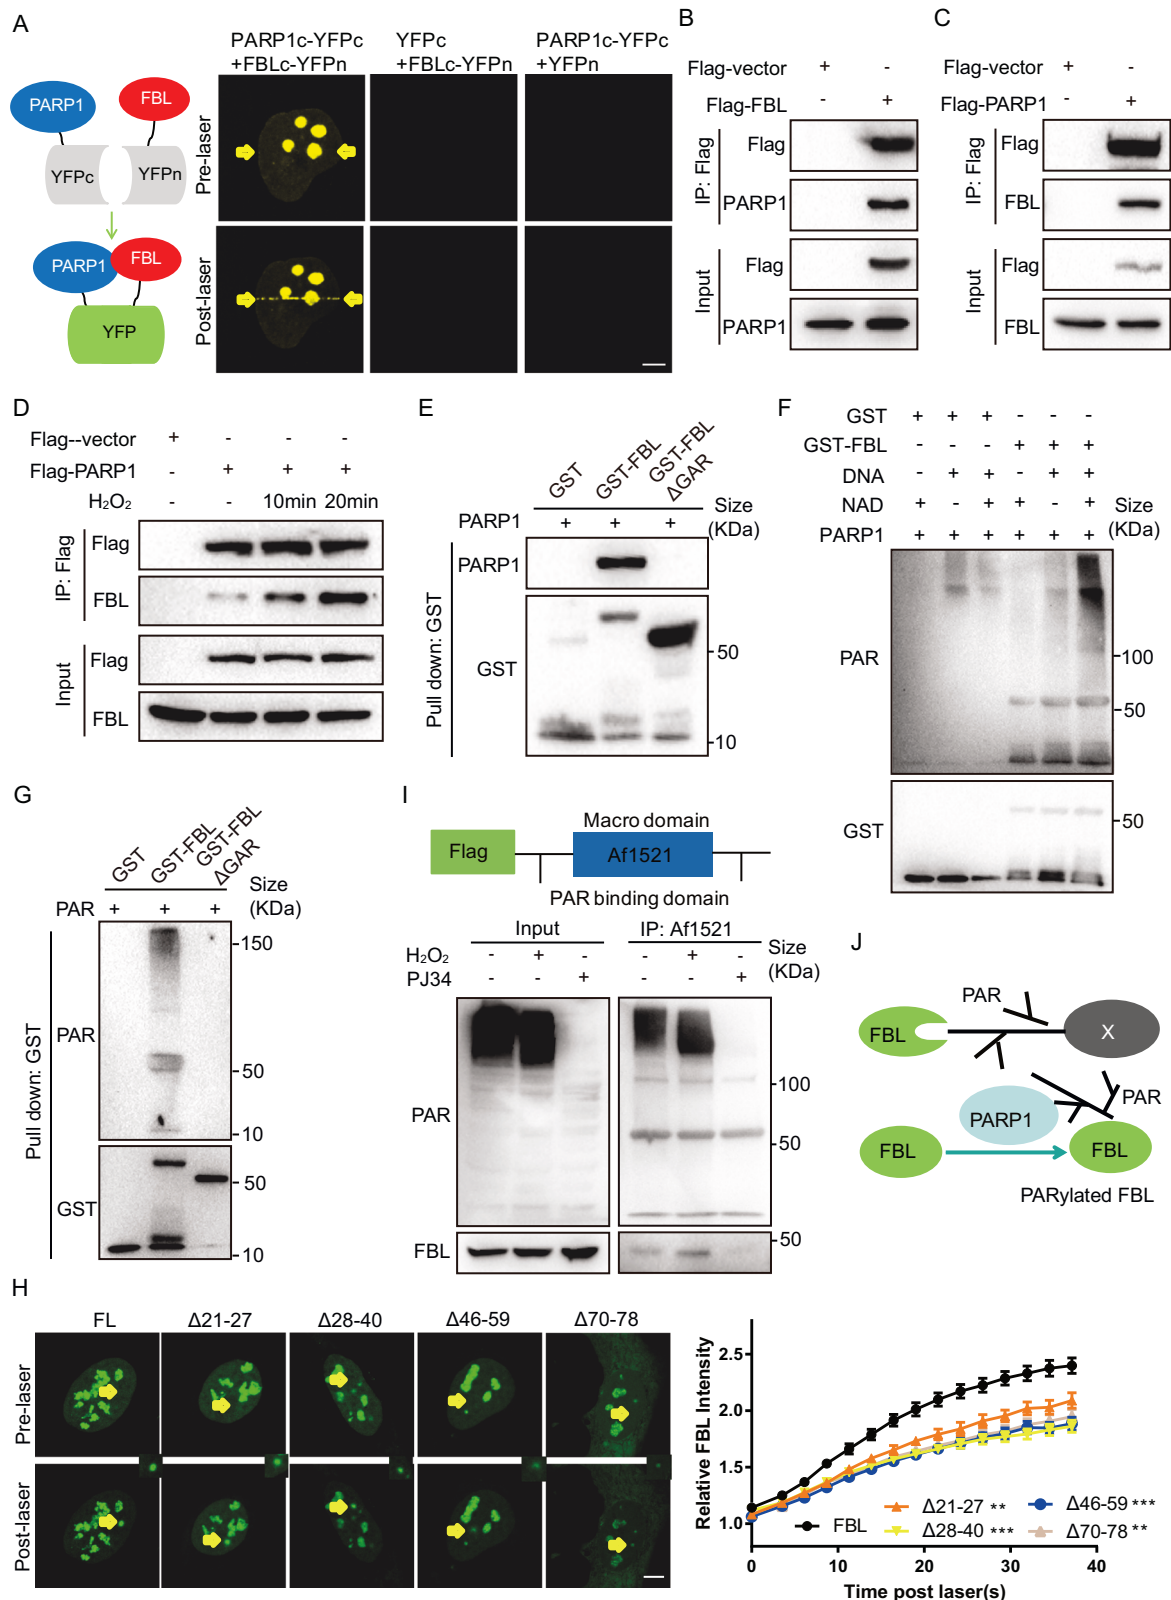 A
PARP1
FBL
YFPc
YFPn
PARP1
FBL
YFP
PARP1c-YFPc
+FBLc-YFPn
YFPc
+FBLc-YFPn
PARP1c-YFPc
+YFPn
Pre-laser
Post-laser
B
Flag-vector + -
Flag-FBL - +
IP: Flag
Flag
PARP1
Input
Flag
PARP1
C
Flag-vector + -
Flag-PARP1 - +
IP: Flag
Flag
FBL
Input
Flag
FBL
D
Flag--vector + - - -
Flag-PARP1 - + + +
H₂O₂ - - 10min 20min
IP: Flag
Flag
FBL
Input
Flag
FBL
E
GST
GST-FBL
GST-FBL
ΔGAR
Size
(KDa)
PARP1 + + +
Pull down: GST
PARP1
GST
50
10
F
GST + + + - - -
GST-FBL - - - + + +
DNA - + + - + +
NAD + - + + - +
PARP1 + + + + + +
Size
(KDa)
PAR
100
50
GST
50
G
GST
GST-FBL
GST-FBL
ΔGAR
Size
(KDa)
PAR + + +
Pull down: GST
PAR
150
50
10
GST
50
10
I
Macro domain
Flag
Af1521
PAR binding domain
Input
IP: Af1521
Size
(KDa)
H₂O₂ - + - - + -
PJ34 - - + - - +
PAR
100
50
FBL
50
J
PAR
FBL
X
PARP1
PAR
FBL
FBL
PARylated FBL
H
FL
Δ21-27
Δ28-40
Δ46-59
Δ70-78
Pre-laser
Post-laser
Relative FBL Intensity
2.5
2.0
1.5
1.0
FBL
Δ21-27 **
Δ28-40 ***
Δ46-59 ***
Δ70-78 **
0 10 20 30 40
Time post laser(s)